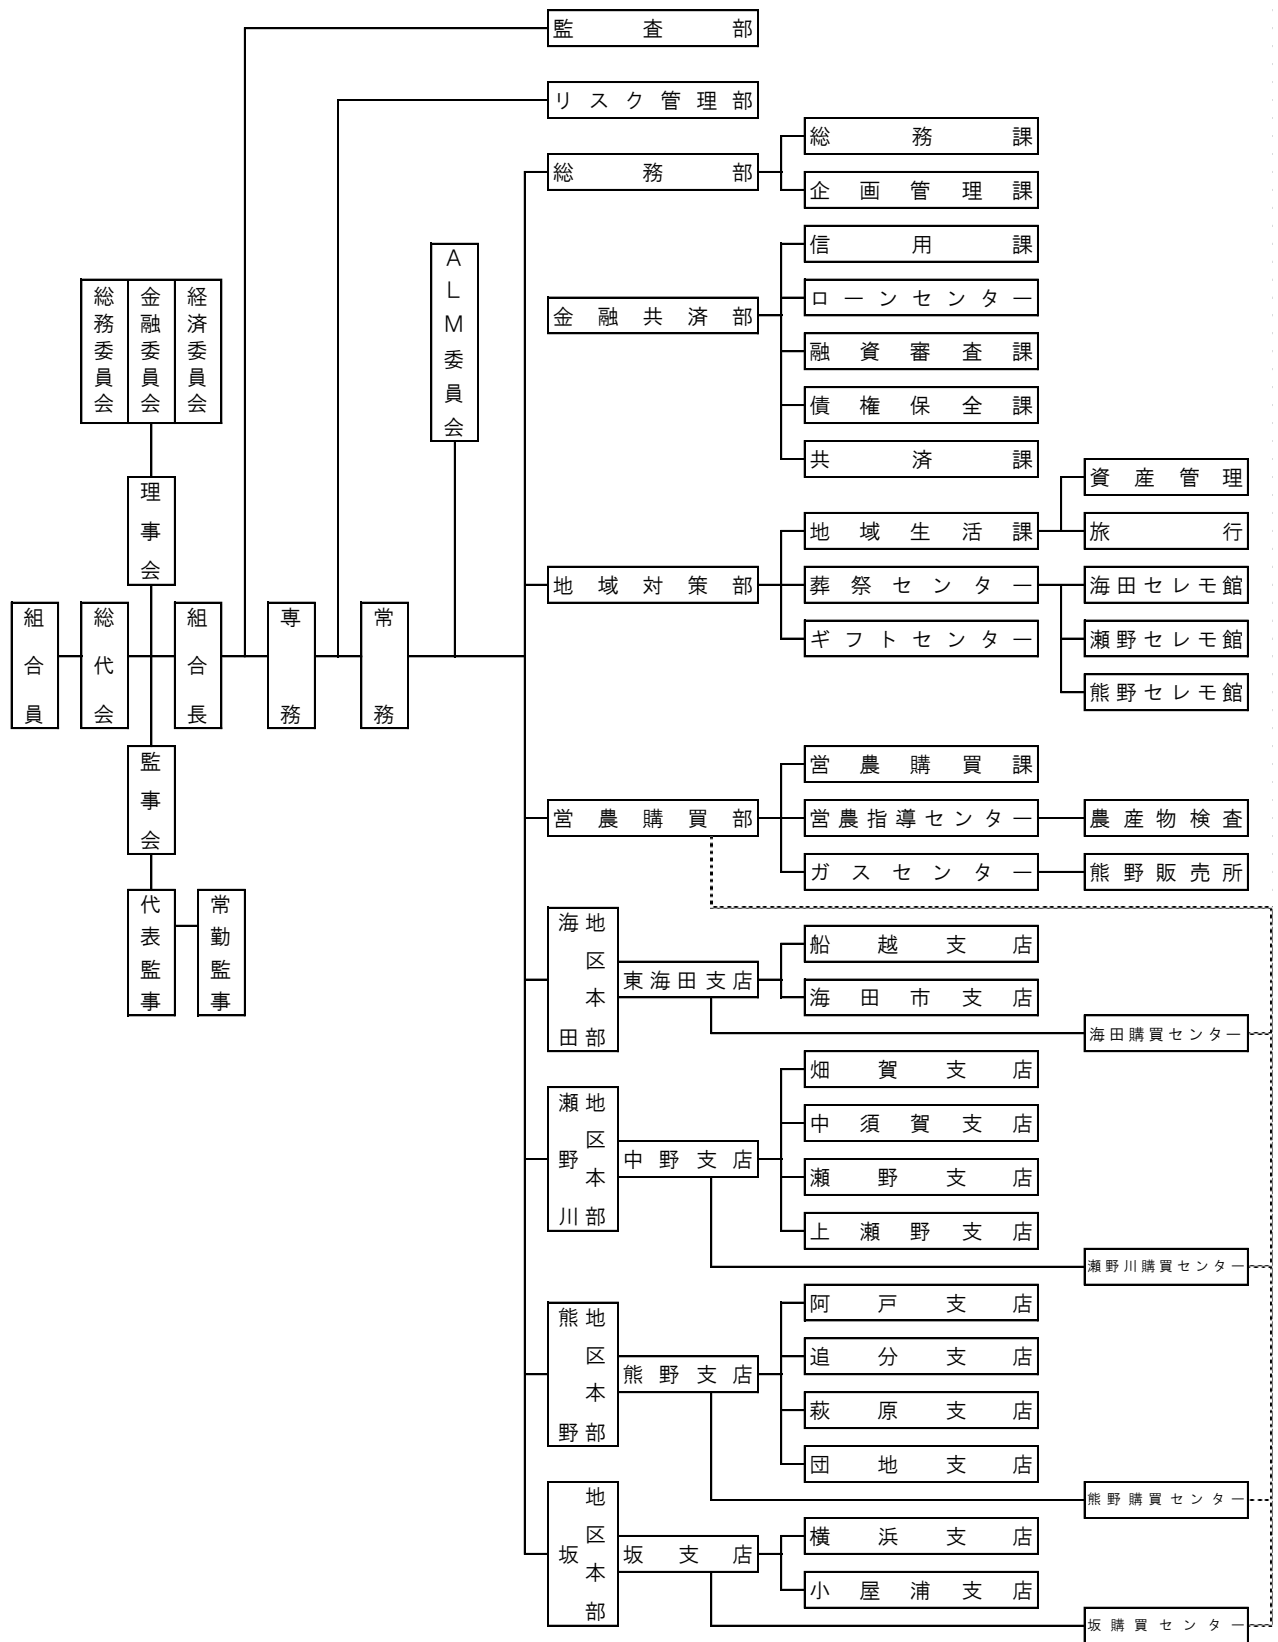 監査部
リスク管理部
総務部
総務課
企画管理課
金融共済部
信用課
ローンセンター
融資審査課
債権保全課
共済課
ALM委員会
総務委員会
金融委員会
経済委員会
理事会
組合員
総代会
組合長
専務
常務
監事会
代表監事
常勤監事
地域対策部
地域生活課
資産管理
旅行
葬祭センター
海田セレモ館
瀬野セレモ館
熊野セレモ館
ギフトセンター
営農購買部
営農購買課
営農指導センター
農産物検査
ガスセンター
熊野販売所
海田
地区本部
東海田支店
船越支店
海田市支店
海田購買センター
瀬野川
地区本部
中野支店
畑賀支店
中須賀支店
瀬野支店
上瀬野支店
瀬野川購買センター
熊野
地区本部
熊野支店
阿戸支店
追分支店
萩原支店
団地支店
熊野購買センター
坂
地区本部
坂支店
横浜支店
小屋浦支店
坂購買センター